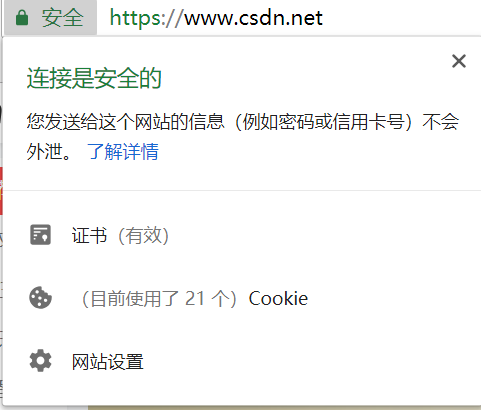 安全 https://www.csdn.net
连接是安全的
您发送给这个网站的信息（例如密码或信用卡号）不会
外泄。 了解详情
证书（有效）
（目前使用了 21 个）Cookie
网站设置